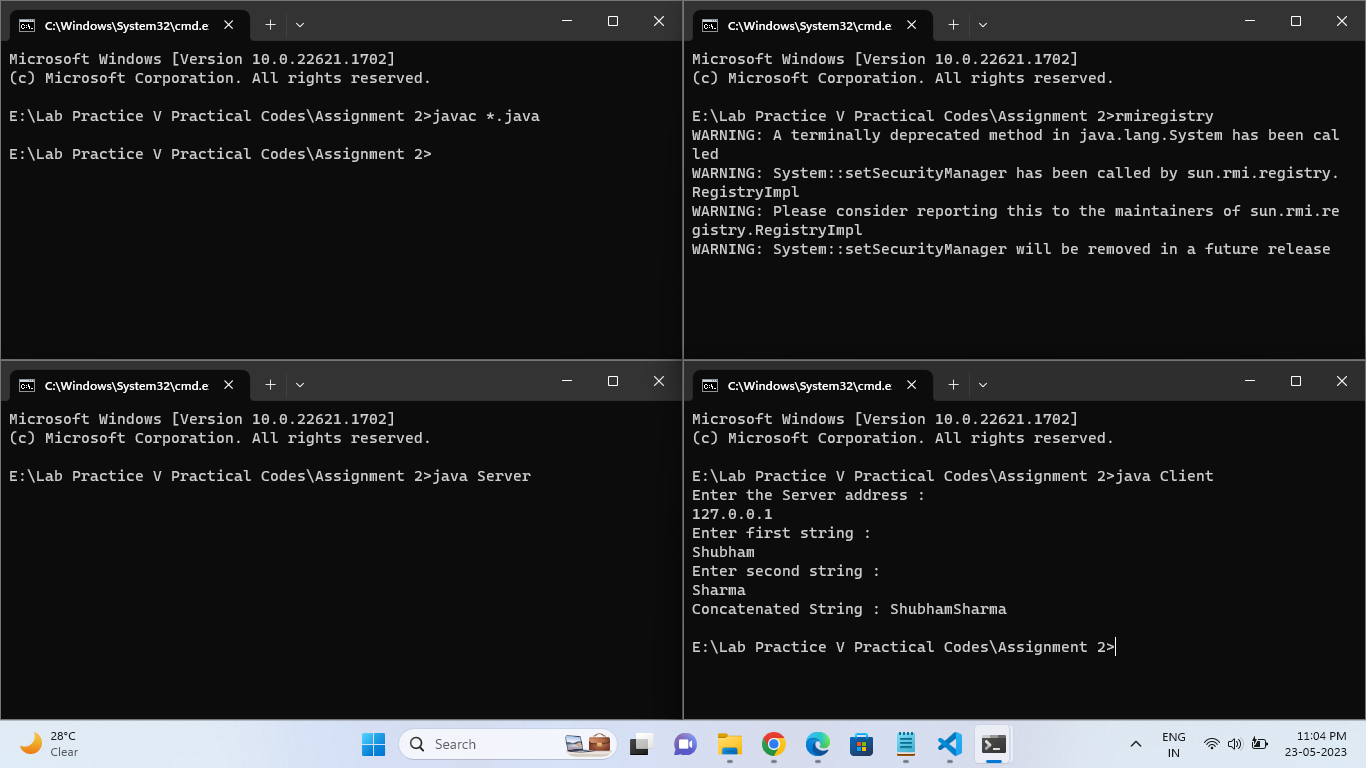 C:\Windows\System32\cmd.e
Microsoft Windows [Version 10.0.22621.1702]
(c) Microsoft Corporation. All rights reserved.
E:\Lab Practice V Practical Codes\Assignment 2>javac *.java
E:\Lab Practice V Practical Codes\Assignment 2>
C:\Windows\System32\cmd.e
Microsoft Windows [Version 10.0.22621.1702]
(c) Microsoft Corporation. All rights reserved.
E:\Lab Practice V Practical Codes\Assignment 2>rmiregistry
WARNING: A terminally deprecated method in java.lang.System has been cal
led
WARNING: System::setSecurityManager has been called by sun.rmi.registry.
RegistryImpl
WARNING: Please consider reporting this to the maintainers of sun.rmi.re
gistry.RegistryImpl
WARNING: System::setSecurityManager will be removed in a future release
C:\Windows\System32\cmd.e
Microsoft Windows [Version 10.0.22621.1702]
(c) Microsoft Corporation. All rights reserved.
E:\Lab Practice V Practical Codes\Assignment 2>java Server
C:\Windows\System32\cmd.e
Microsoft Windows [Version 10.0.22621.1702]
(c) Microsoft Corporation. All rights reserved.
E:\Lab Practice V Practical Codes\Assignment 2>java Client
Enter the Server address :
127.0.0.1
Enter first string :
Shubham
Enter second string :
Sharma
Concatenated String : ShubhamSharma
E:\Lab Practice V Practical Codes\Assignment 2>
28°C
Clear
Search
ENG
IN
11:04 PM
23-05-2023